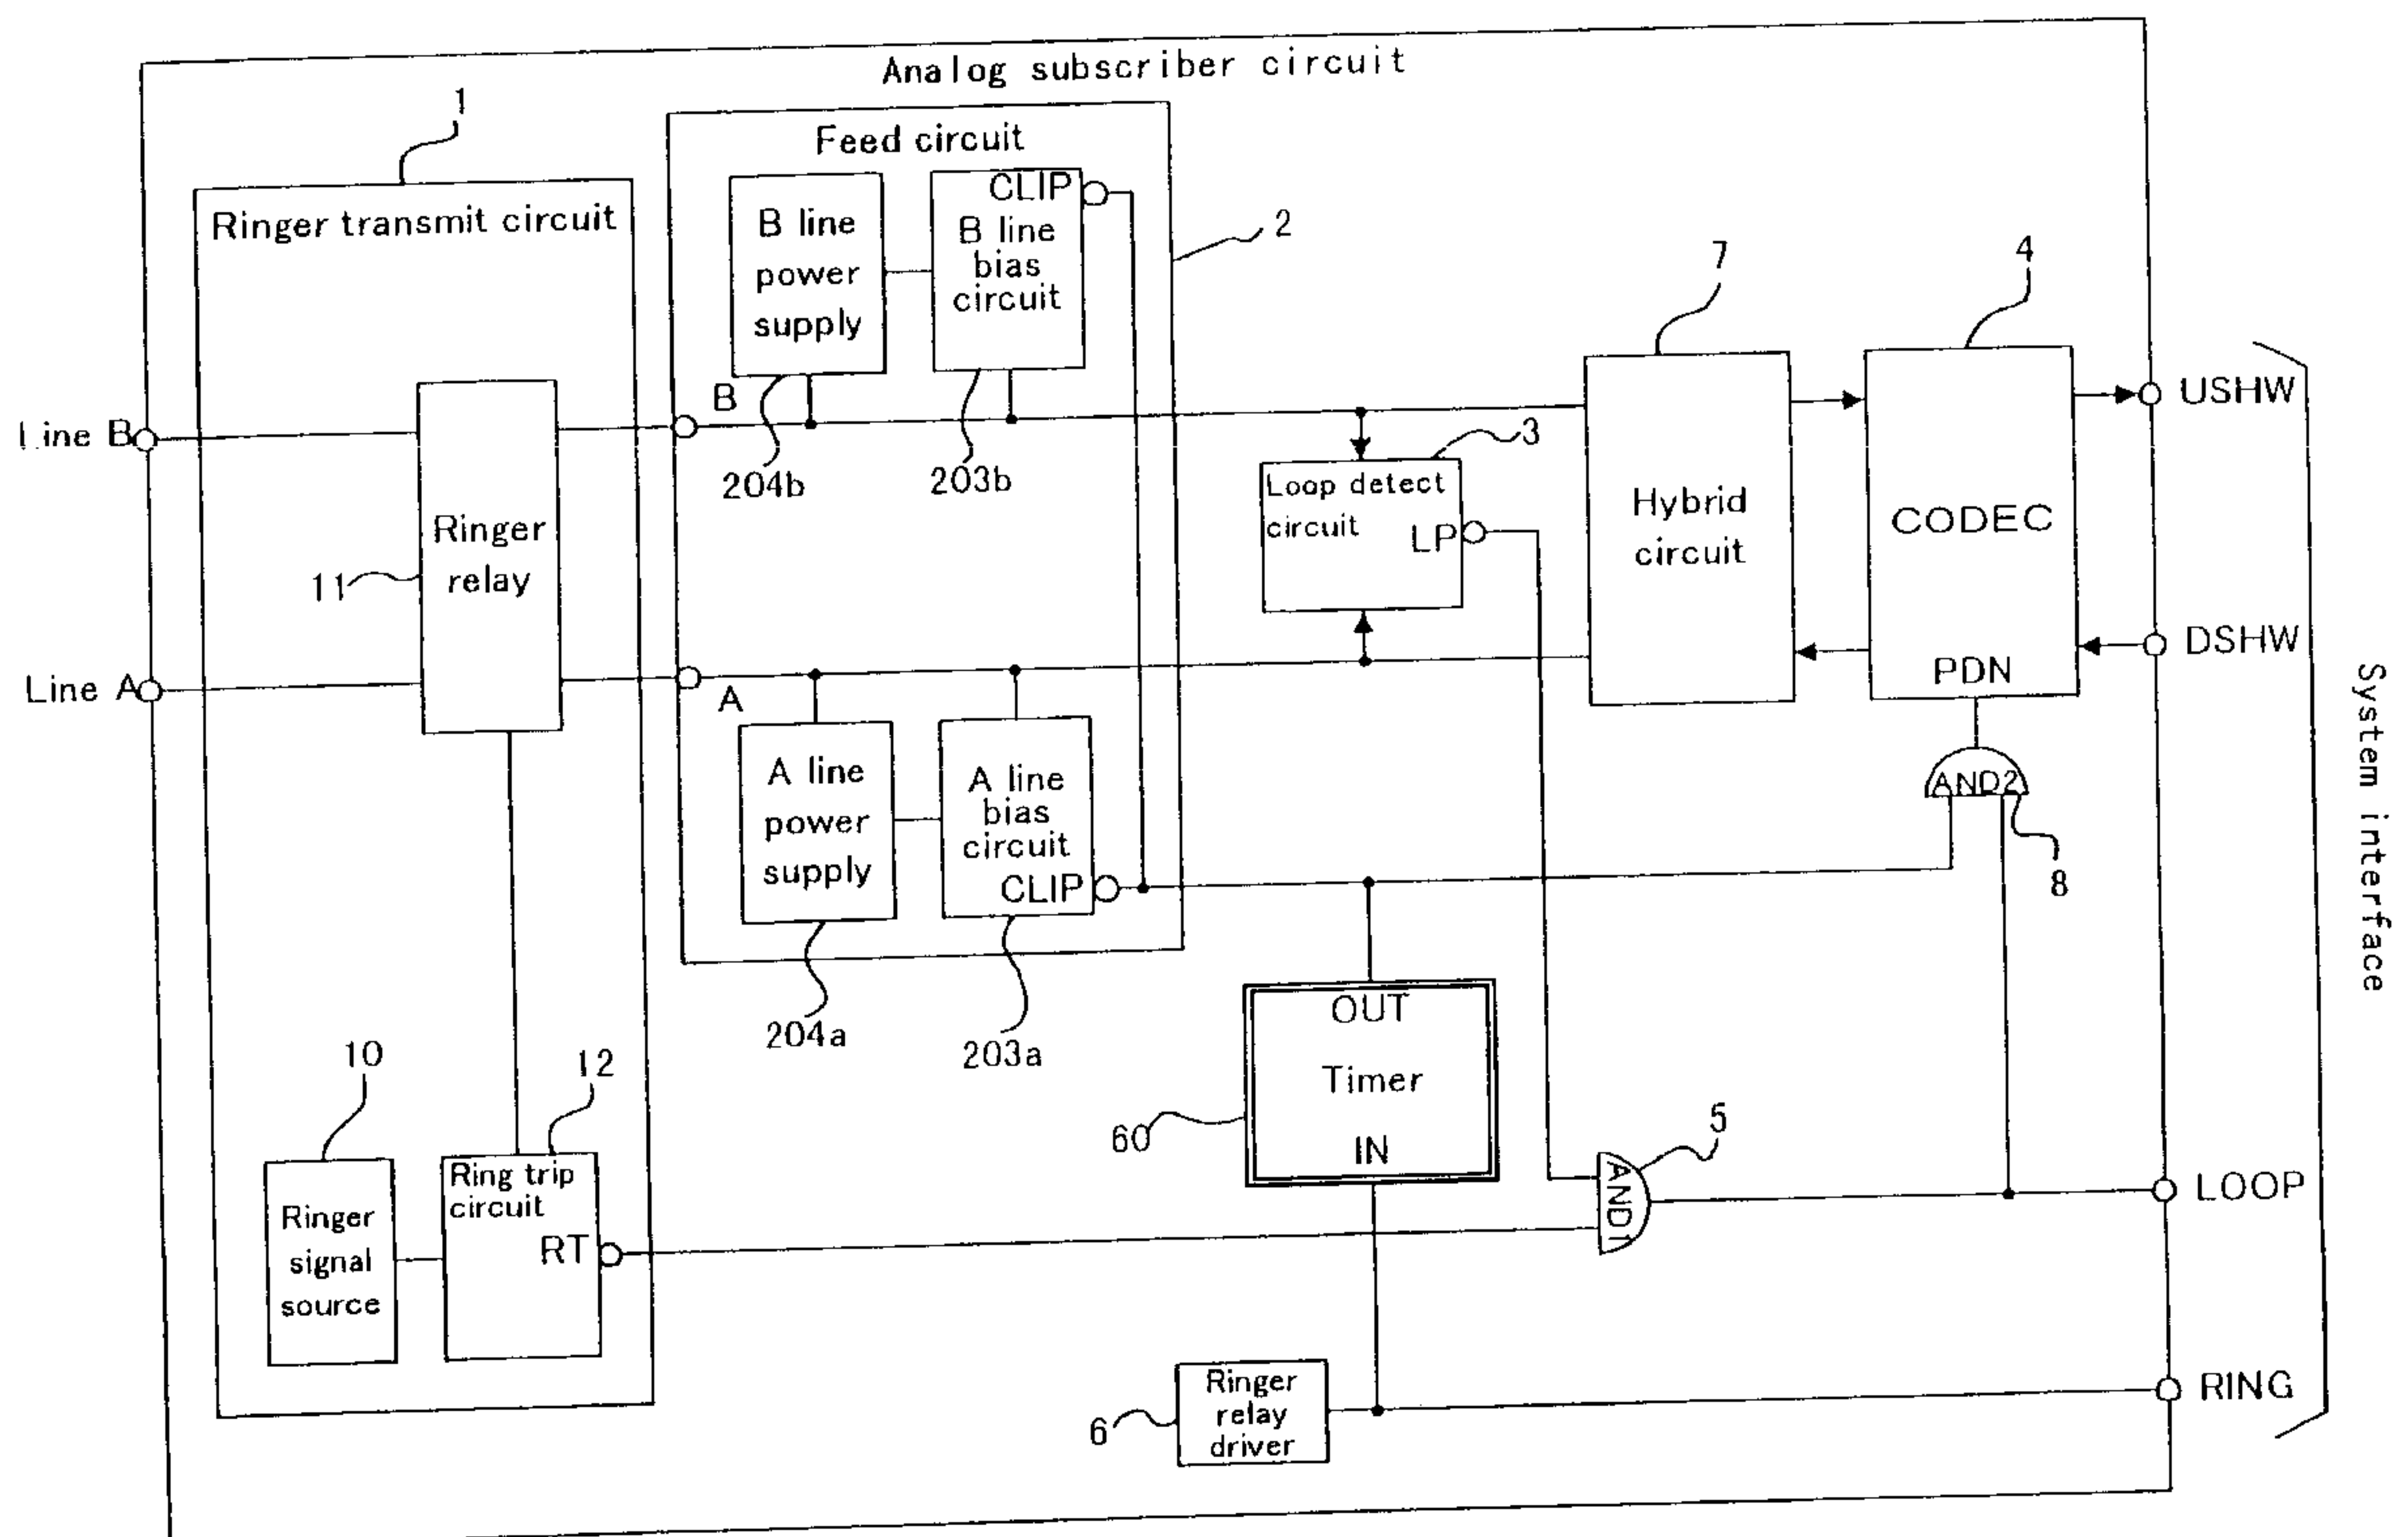 Analog subscriber circuit
1
Feed circuit
Ringer transmit circuit
CLIP
B line
power
supply
B line
bias
circuit
2
7
4
Line B
B
USHW
204b
203b
3
Loop detect
circuit
LP
Hybrid
circuit
CODEC
PDN
Ringer
relay
11
DSHW
Line A
A
A line
power
supply
A line
bias
circuit
CLIP
AND2
8
System interface
204a
203a
OUT
Timer
IN
60
10
12
5
Ringer
signal
source
Ring trip
circuit
RT
AND1
LOOP
Ringer
relay
driver
6
RING